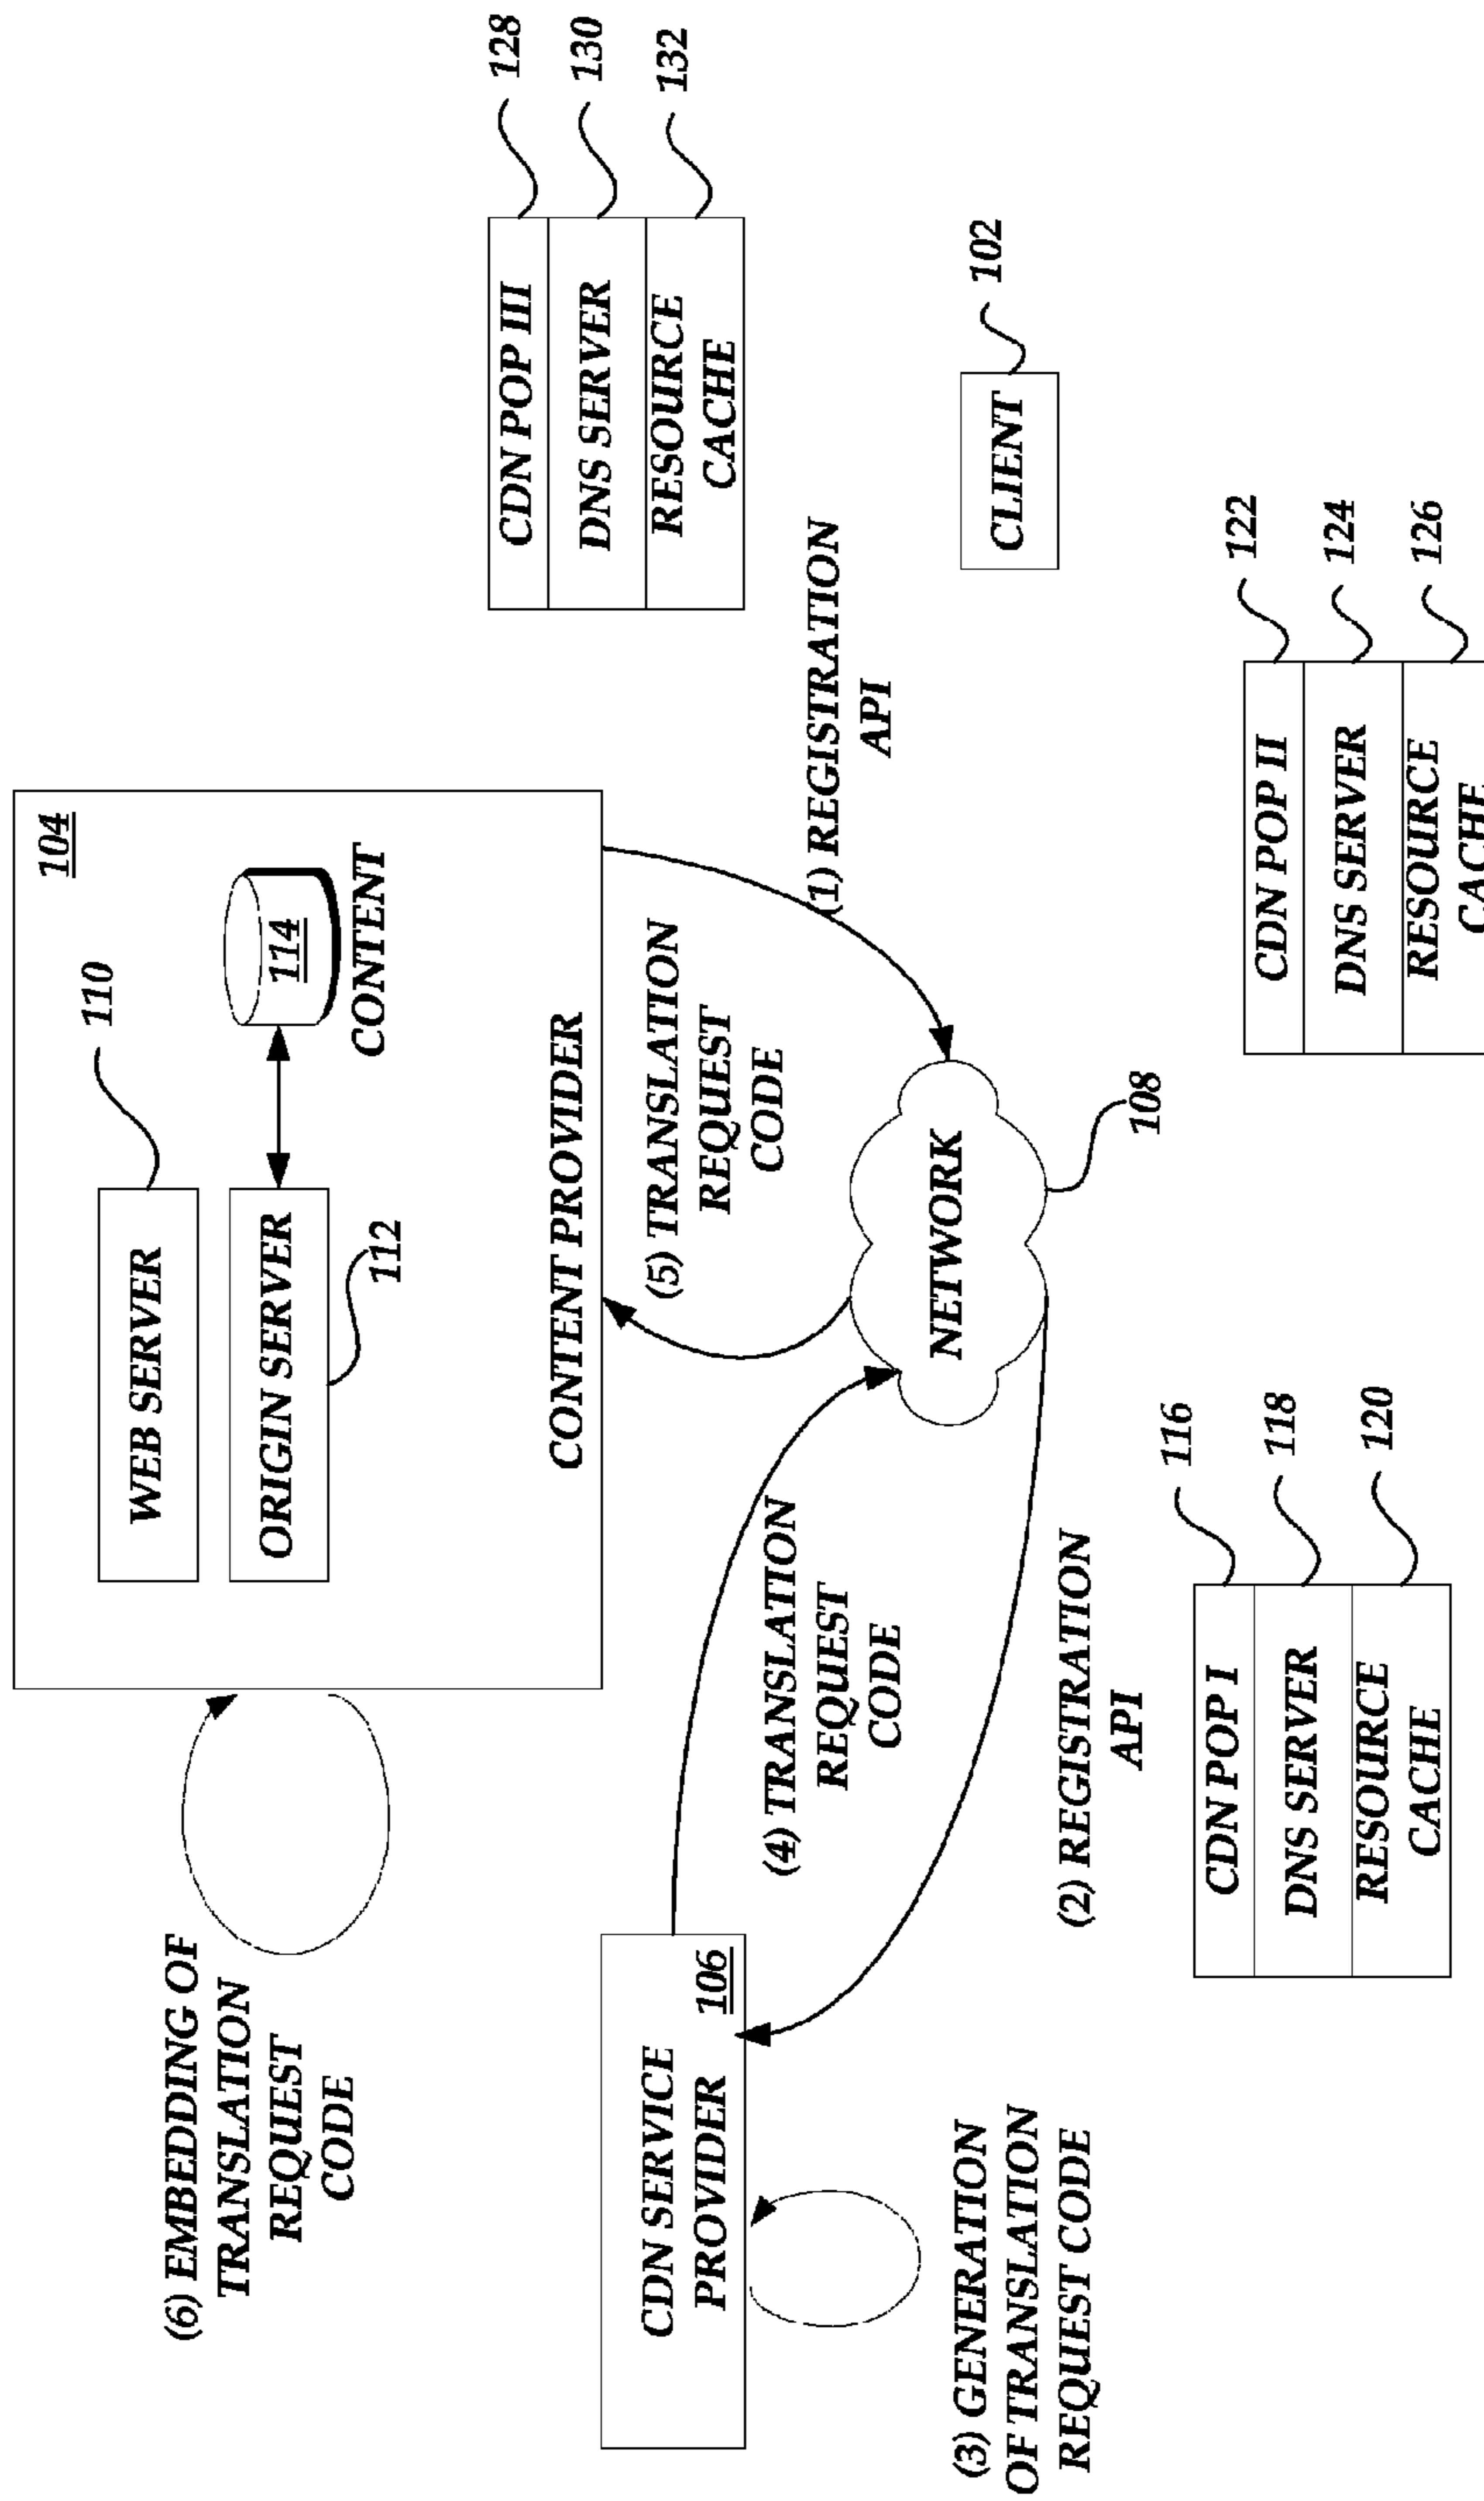 104
110
WEB SERVER
(6) EMBEDDING OF
TRANSLATION
REQUEST
CODE
ORIGIN SERVER
114
112
CONTENT
CONTENT PROVIDER
128
CDN POP III
130
DNS SERVER
132
RESOURCE
CACHE
CDN SERVICE
PROVIDER
106
(5) TRANSLATION
REQUEST
CODE
(4) TRANSLATION
REQUEST
CODE
(1) REGISTRATION
API
NETWORK
108
102
CLIENT
(3) GENERATION
OF TRANSLATION
REQUEST CODE
(2) REGISTRATION
API
116
CDN POP I
118
DNS SERVER
120
RESOURCE
CACHE
122
CDN POP II
124
DNS SERVER
126
RESOURCE
CACHE